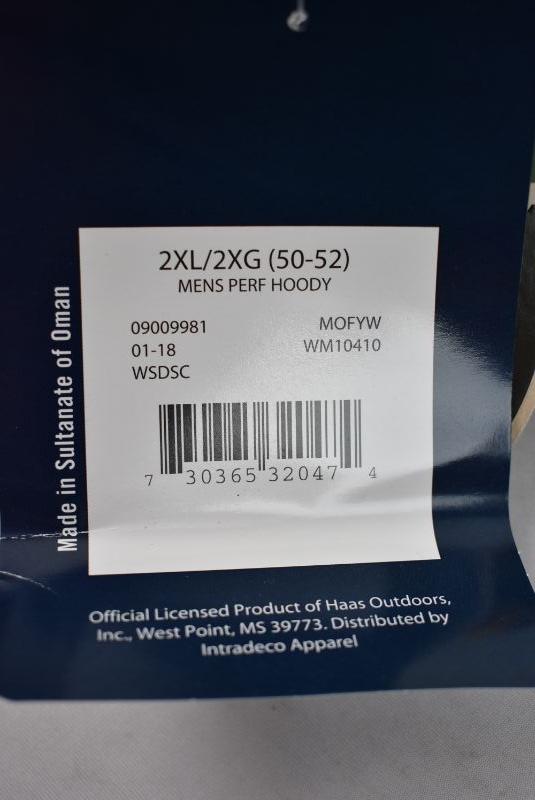 2XL/2XG (50-52)
MENS PERF HOODY
09009981 MOFYW
01-18 WM10410
WSDSC
7 30365 32047 4
Made in Sultanate of Oman
Official Licensed Product of Haas Outdoors,
Inc., West Point, MS 39773. Distributed by
Intradeco Apparel